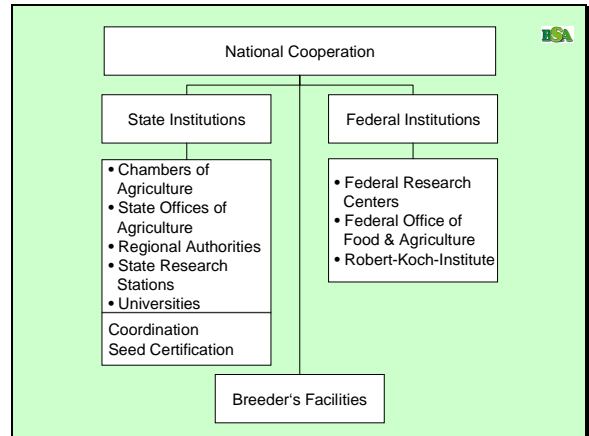 BSA
National Cooperation
State Institutions
Federal Institutions
• Chambers of
Agriculture
• State Offices of
Agriculture
• Regional Authorities
• State Research
Stations
• Universities
Coordination
Seed Certification
• Federal Research
Centers
• Federal Office of
Food & Agriculture
• Robert-Koch-Institute
Breeder‘s Facilities